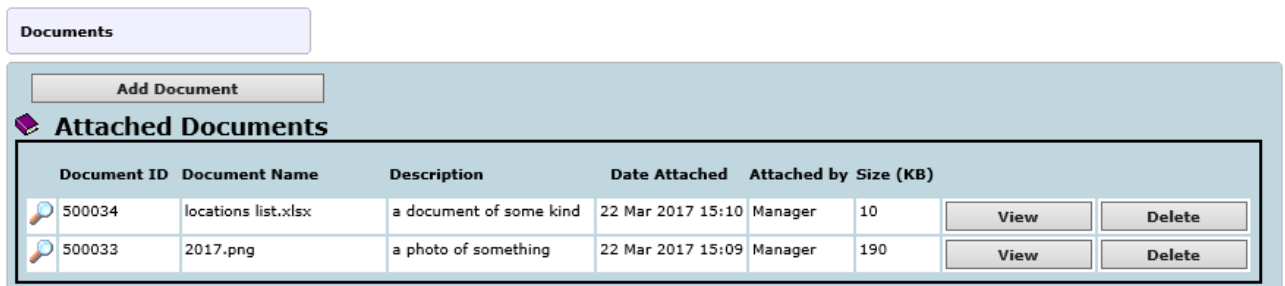 Documents
Add Document
Attached Documents
Document ID Document Name Description Date Attached Attached by Size (KB)
500034 locations list.xlsx a document of some kind 22 Mar 2017 15:10 Manager 10 View Delete
500033 2017.png a photo of something 22 Mar 2017 15:09 Manager 190 View Delete